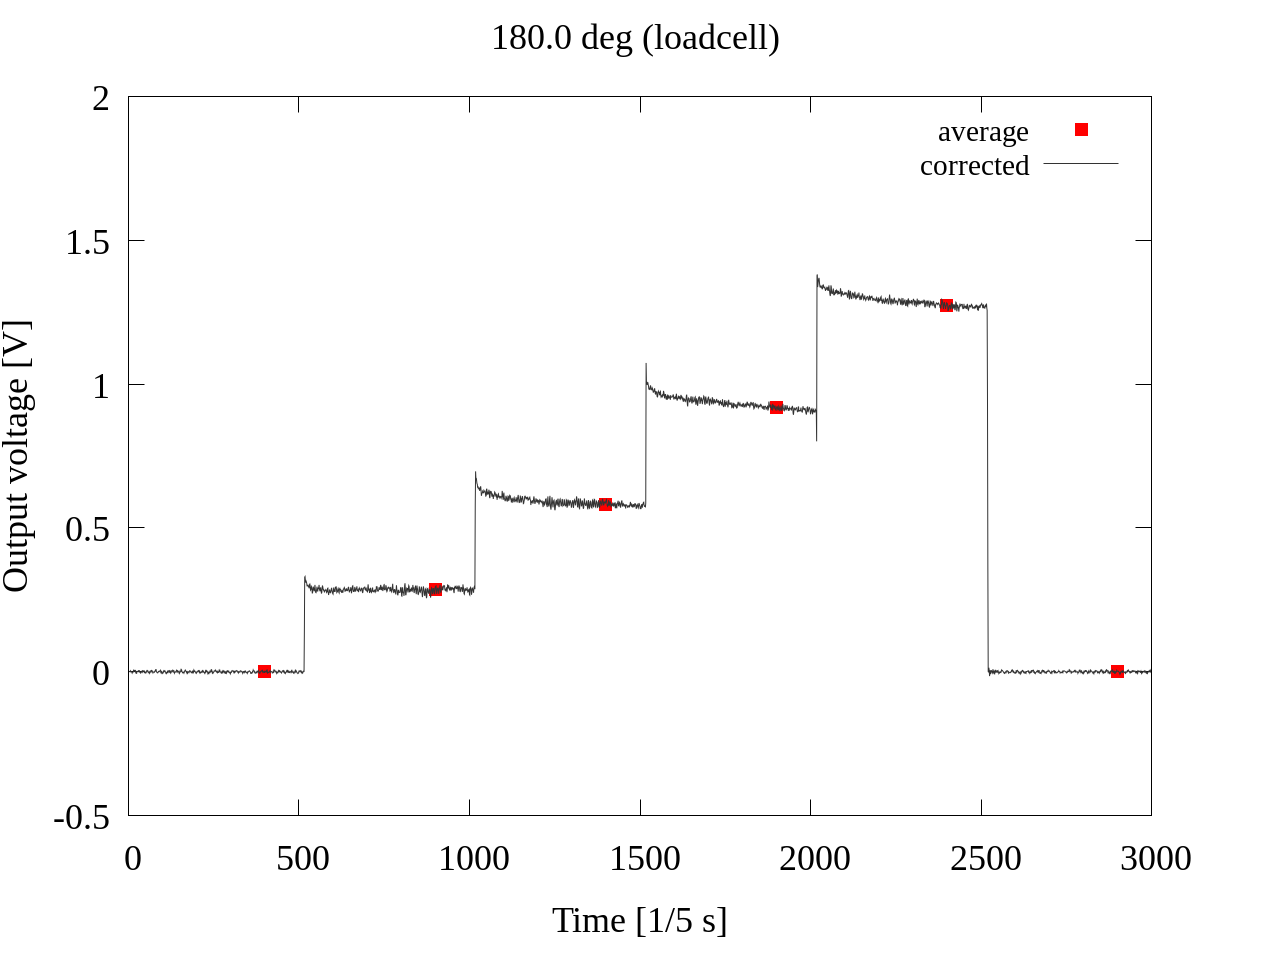 180.0 deg (loadcell)
average
corrected
2
1.5
1
0.5
0
-0.5
Output voltage [V]
0 500 1000 1500 2000 2500 3000
Time [1/5 s]